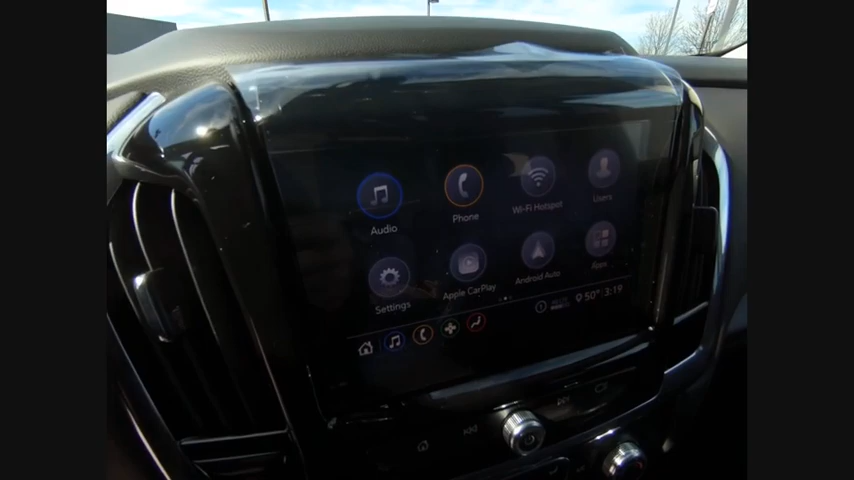 Audio
Phone
Wi-Fi Hotspot
Users
Settings
Apple CarPlay
Android Auto
Apps
50° 3:19